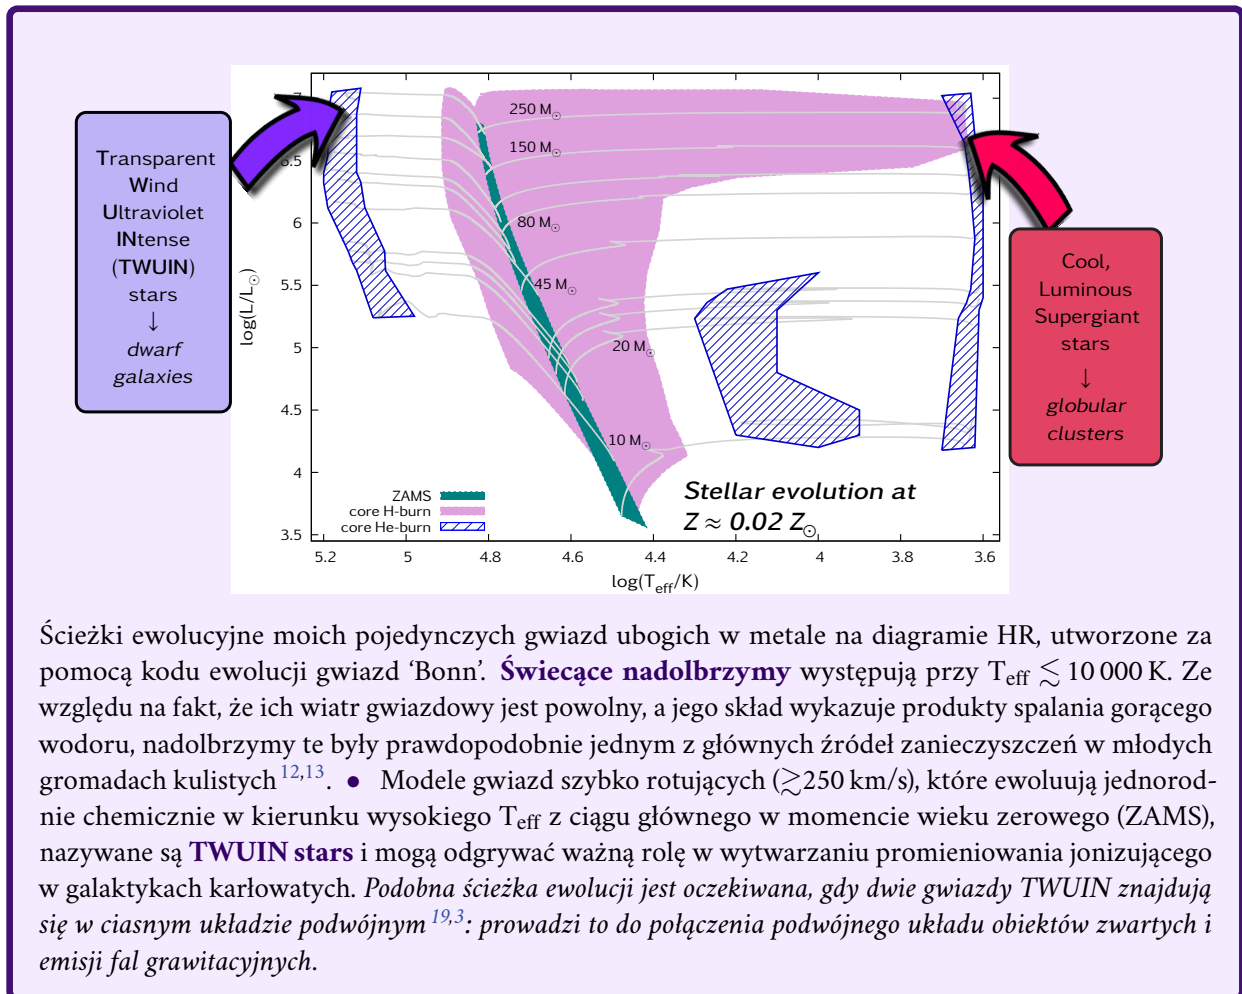 Transparent
Wind
Ultraviolet
INtense
(TWUIN)
stars
↓
dwarf
galaxies
7
6.5
6
5.5
5
4.5
4
3.5
log(L/L☉)
250 M☉
150 M☉
80 M☉
45 M☉
20 M☉
10 M☉
ZAMS
core H-burn
core He-burn
Stellar evolution at
Z ≈ 0.02 Z☉
5.2 5 4.8 4.6 4.4 4.2 4 3.8 3.6
log(Teff/K)
Cool,
Luminous
Supergiant
stars
↓
globular
clusters
Ścieżki ewolucyjne moich pojedynczych gwiazd ubogich w metale na diagramie HR, utworzone za
pomocą kodu ewolucji gwiazd ‘Bonn’. Świecące nadolbrzymy występują przy Teff ≲ 10 000 K. Ze
względu na fakt, że ich wiatr gwiazdowy jest powolny, a jego skład wykazuje produkty spalania gorącego
wodoru, nadolbrzymy te były prawdopodobnie jednym z głównych źródeł zanieczyszczeń w młodych
gromadach kulistych 12,13. • Modele gwiazd szybko rotujących (≳250 km/s), które ewoluują jednorod-
nie chemicznie w kierunku wysokiego Teff z ciągu głównego w momencie wieku zerowego (ZAMS),
nazywane są TWUIN stars i mogą odgrywać ważną rolę w wytwarzaniu promieniowania jonizującego
w galaktykach karłowatych. Podobna ścieżka ewolucji jest oczekiwana, gdy dwie gwiazdy TWUIN znajdują
się w ciasnym układzie podwójnym 19,3: prowadzi to do połączenia podwójnego układu obiektów zwartych i
emisji fal grawitacyjnych.